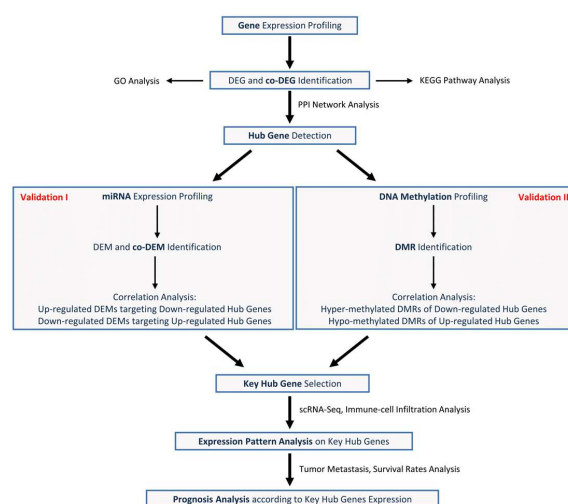 Gene Expression Profiling
GO Analysis
DEG and co-DEG Identification
KEGG Pathway Analysis
PPI Network Analysis
Hub Gene Detection
Validation I
miRNA Expression Profiling
DEM and co-DEM Identification
Correlation Analysis:
Up-regulated DEMs targeting Down-regulated Hub Genes
Down-regulated DEMs targeting Up-regulated Hub Genes
DNA Methylation Profiling
Validation II
DMR Identification
Correlation Analysis:
Hyper-methylated DMRs of Down-regulated Hub Genes
Hypo-methylated DMRs of Up-regulated Hub Genes
Key Hub Gene Selection
scRNA-Seq, Immune-cell Infiltration Analysis
Expression Pattern Analysis on Key Hub Genes
Tumor Metastasis, Survival Rates Analysis
Prognosis Analysis according to Key Hub Genes Expression